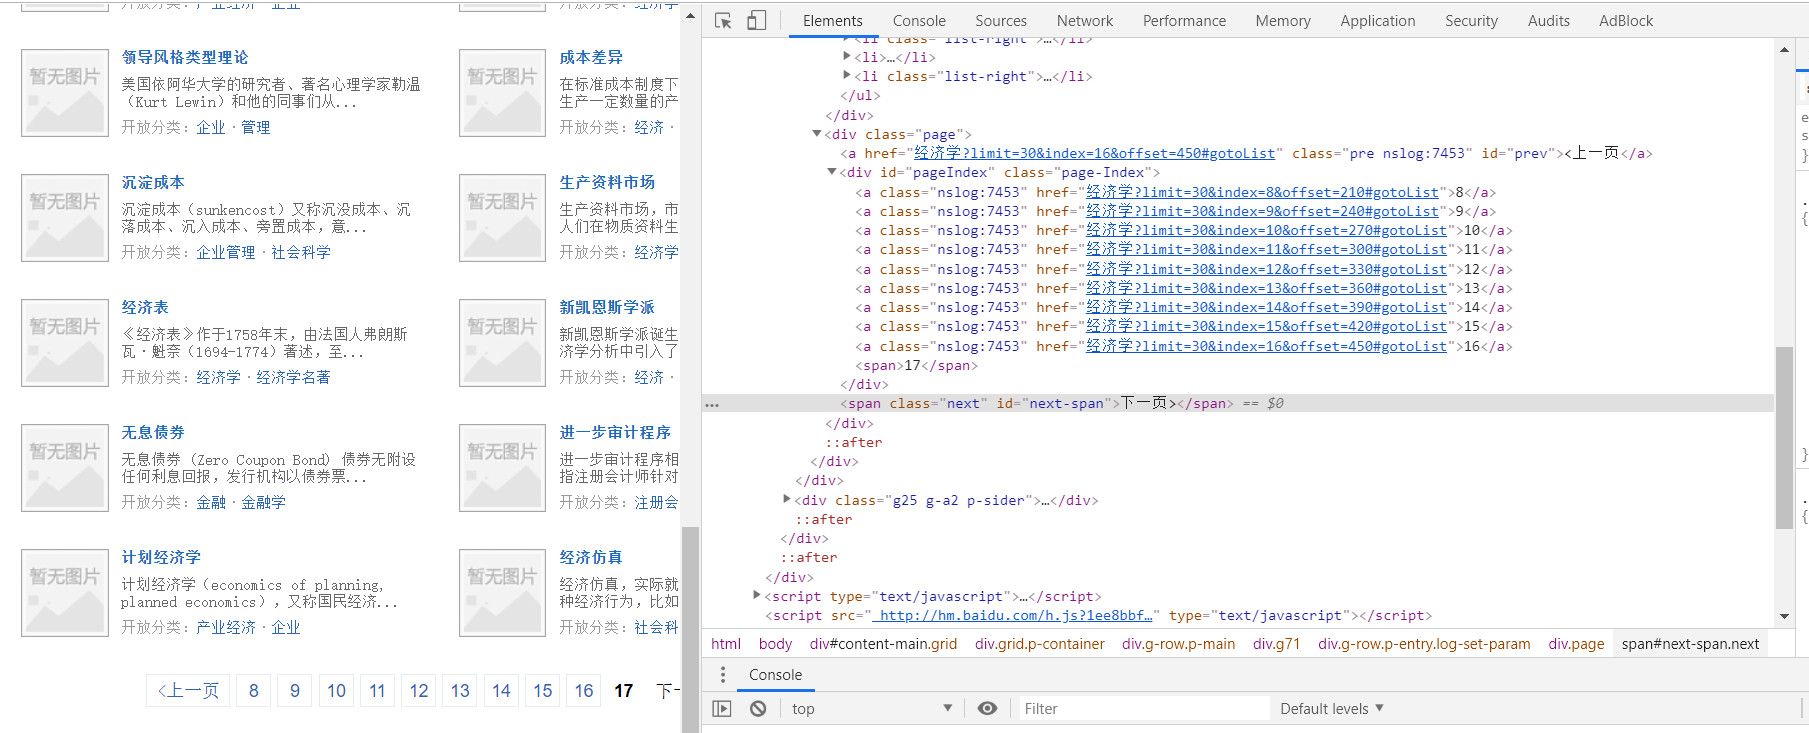 开放分类：产业经济 · 企业
开放分类：经济学
暂无图片
领导风格类型理论
美国依阿华大学的研究者、著名心理学家勒温
（Kurt Lewin）和他的同事们从...
开放分类：企业 · 管理
暂无图片
成本差异
在标准成本制度下
生产一定数量的产
开放分类：经济 ·
暂无图片
沉淀成本
沉淀成本（sunkencost）又称沉没成本、沉
落成本、沉入成本、旁置成本，意...
开放分类：企业管理 · 社会科学
暂无图片
生产资料市场
生产资料市场，市
人们在物质资料生
开放分类：经济学
暂无图片
经济表
《经济表》作于1758年末，由法国人弗朗斯
瓦·魁奈（1694-1774）著述，至...
开放分类：经济学 · 经济学名著
暂无图片
新凯恩斯学派
新凯恩斯学派诞生
济学分析中引入了
开放分类：经济 ·
暂无图片
无息债券
无息债券 (Zero Coupon Bond) 债券无附设
任何利息回报，发行机构以债券票...
开放分类：金融 · 金融学
暂无图片
进一步审计程序
进一步审计程序相
指注册会计师针对
开放分类：注册会
暂无图片
计划经济学
计划经济学（economics of planning,
planned economics），又称国民经济...
开放分类：产业经济 · 企业
暂无图片
经济仿真
经济仿真，实际就
种经济行为，比如
开放分类：社会科
<上一页 8 9 10 11 12 13 14 15 16 17 下一
Elements Console Sources Network Performance Memory Application Security Audits AdBlock
<li class="list-right">…</li>
<li>…</li>
<li class="list-right">…</li>
</ul>
</div>
<div class="page">
<a href="经济学?limit=30&index=16&offset=450#gotoList" class="pre nslog:7453" id="prev"><上一页</a>
<div id="pageIndex" class="page-Index">
<a class="nslog:7453" href="经济学?limit=30&index=8&offset=210#gotoList">8</a>
<a class="nslog:7453" href="经济学?limit=30&index=9&offset=240#gotoList">9</a>
<a class="nslog:7453" href="经济学?limit=30&index=10&offset=270#gotoList">10</a>
<a class="nslog:7453" href="经济学?limit=30&index=11&offset=300#gotoList">11</a>
<a class="nslog:7453" href="经济学?limit=30&index=12&offset=330#gotoList">12</a>
<a class="nslog:7453" href="经济学?limit=30&index=13&offset=360#gotoList">13</a>
<a class="nslog:7453" href="经济学?limit=30&index=14&offset=390#gotoList">14</a>
<a class="nslog:7453" href="经济学?limit=30&index=15&offset=420#gotoList">15</a>
<a class="nslog:7453" href="经济学?limit=30&index=16&offset=450#gotoList">16</a>
<span>17</span>
</div>
... <span class="next" id="next-span">下一页></span> == $0
</div>
::after
</div>
</div>
<div class="g25 g-a2 p-sider">…</div>
::after
</div>
::after
</div>
<script type="text/javascript">…</script>
<script src=" http://hm.baidu.com/h.js?1ee8bbf…" type="text/javascript"></script>
html body div#content-main.grid div.grid.p-container div.g-row.p-main div.g71 div.g-row.p-entry.log-set-param div.page span#next-span.next
Console
top Filter Default levels
e
s
}
.
{
}
.
{